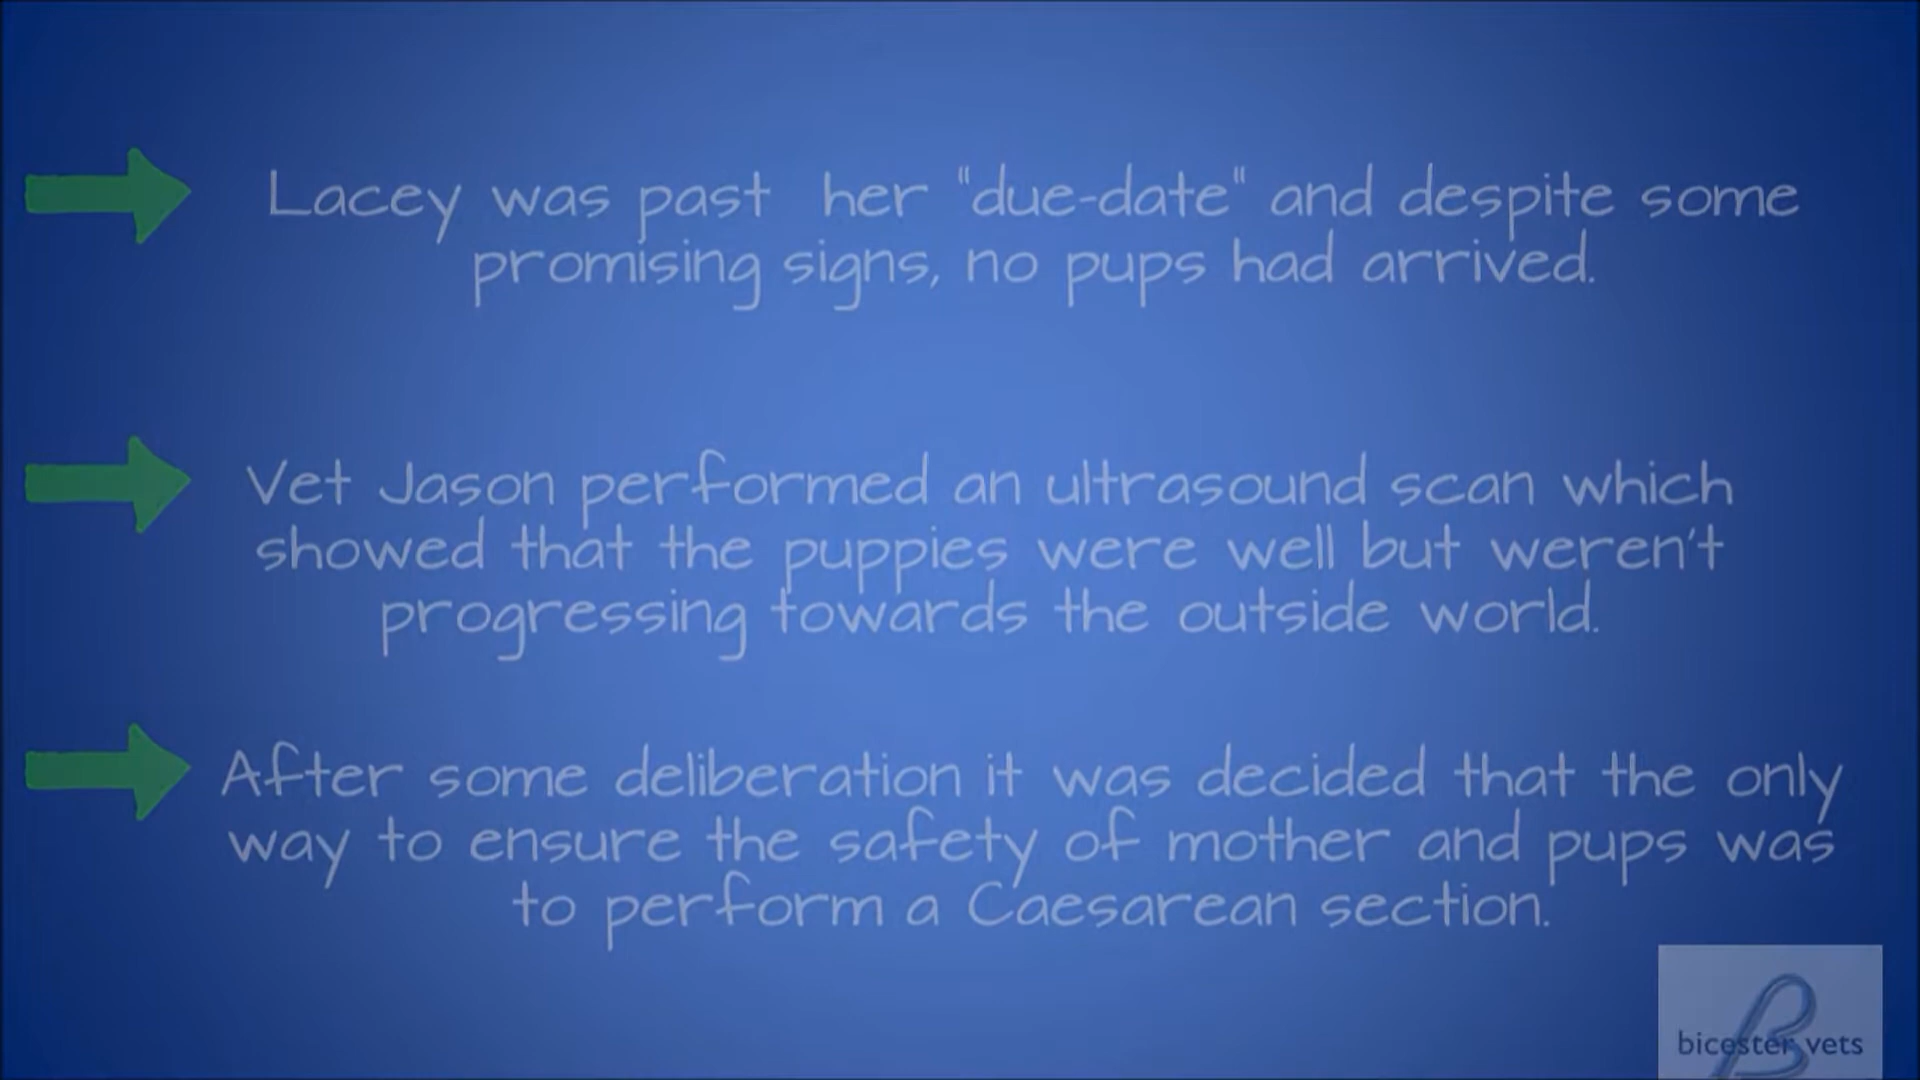 Lacey was past her "due-date" and despite some
promising signs, no pups had arrived.
Vet Jason performed an ultrasound scan which
showed that the puppies were well but weren't
progressing towards the outside world.
After some deliberation it was decided that the only
way to ensure the safety of mother and pups was
to perform a Caesarean section.
bicester vets